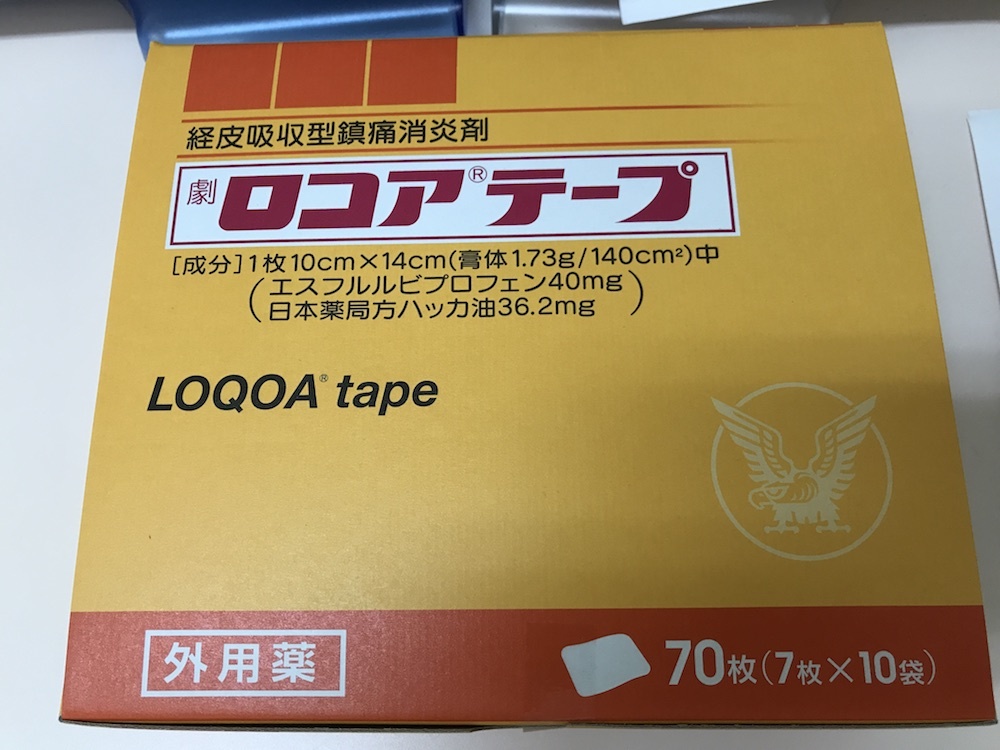 経皮吸収型鎮痛消炎剤
劇 ロコア®テープ
[成分]1枚10cm×14cm(膏体1.73g/140cm²)中
(エスフルルビプロフェン40mg
日本薬局方ハッカ油36.2mg)
LOQOA® tape
外用薬
70枚(7枚×10袋)